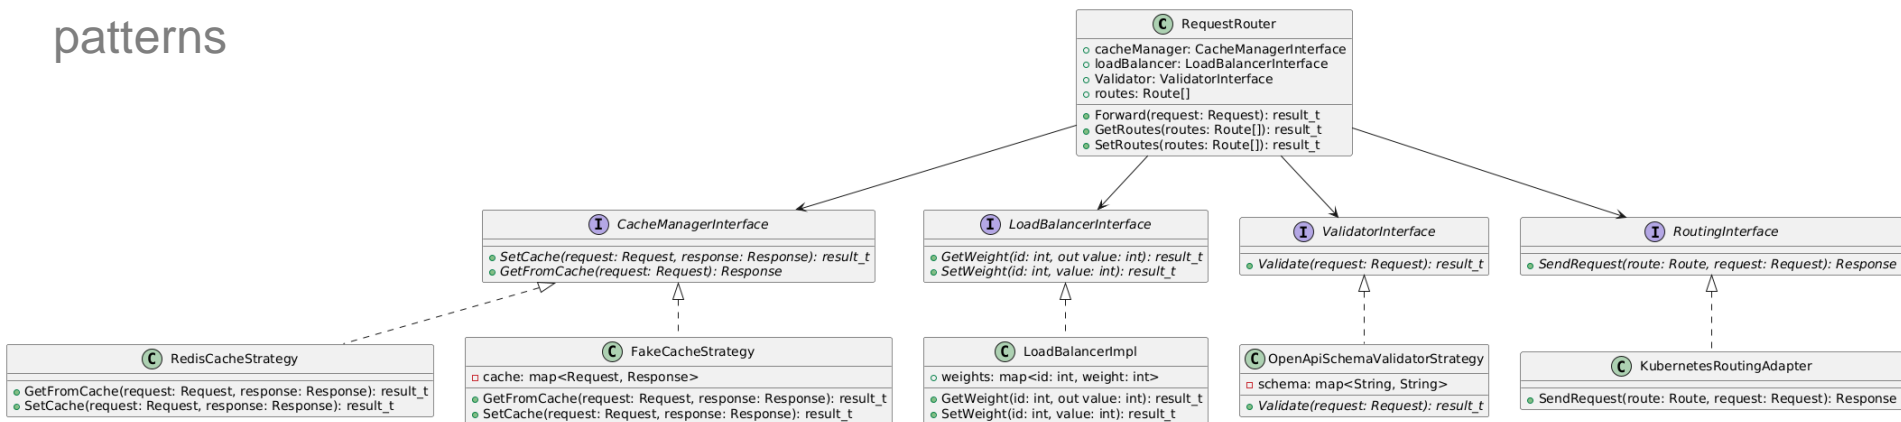 patterns
C RequestRouter
cacheManager: CacheManagerInterface
loadBalancer: LoadBalancerInterface
Validator: ValidatorInterface
routes: Route[]
Forward(request: Request): result_t
GetRoutes(routes: Route[]): result_t
SetRoutes(routes: Route[]): result_t
I CacheManagerInterface
SetCache(request: Request, response: Response): result_t
GetFromCache(request: Request): Response
I LoadBalancerInterface
GetWeight(id: int, out value: int): result_t
SetWeight(id: int, value: int): result_t
I ValidatorInterface
Validate(request: Request): result_t
I RoutingInterface
SendRequest(route: Route, request: Request): Response
C RedisCacheStrategy
GetFromCache(request: Request, response: Response): result_t
SetCache(request: Request, response: Response): result_t
C FakeCacheStrategy
cache: map<Request, Response>
GetFromCache(request: Request, response: Response): result_t
SetCache(request: Request, response: Response): result_t
C LoadBalancerImpl
weights: map<id: int, weight: int>
GetWeight(id: int, out value: int): result_t
SetWeight(id: int, value: int): result_t
C OpenApiSchemaValidatorStrategy
schema: map<String, String>
Validate(request: Request): result_t
C KubernetesRoutingAdapter
SendRequest(route: Route, request: Request): Response